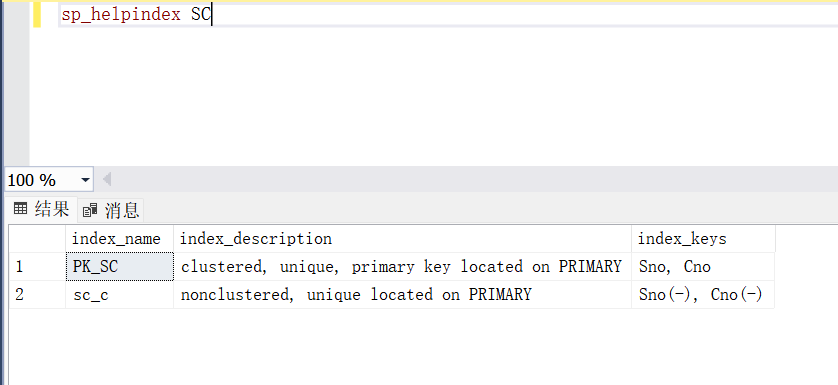 sp_helpindex SC
100 %
结果 消息
index_name index_description index_keys
1 PK_SC clustered, unique, primary key located on PRIMARY Sno, Cno
2 sc_c nonclustered, unique located on PRIMARY Sno(-), Cno(-)